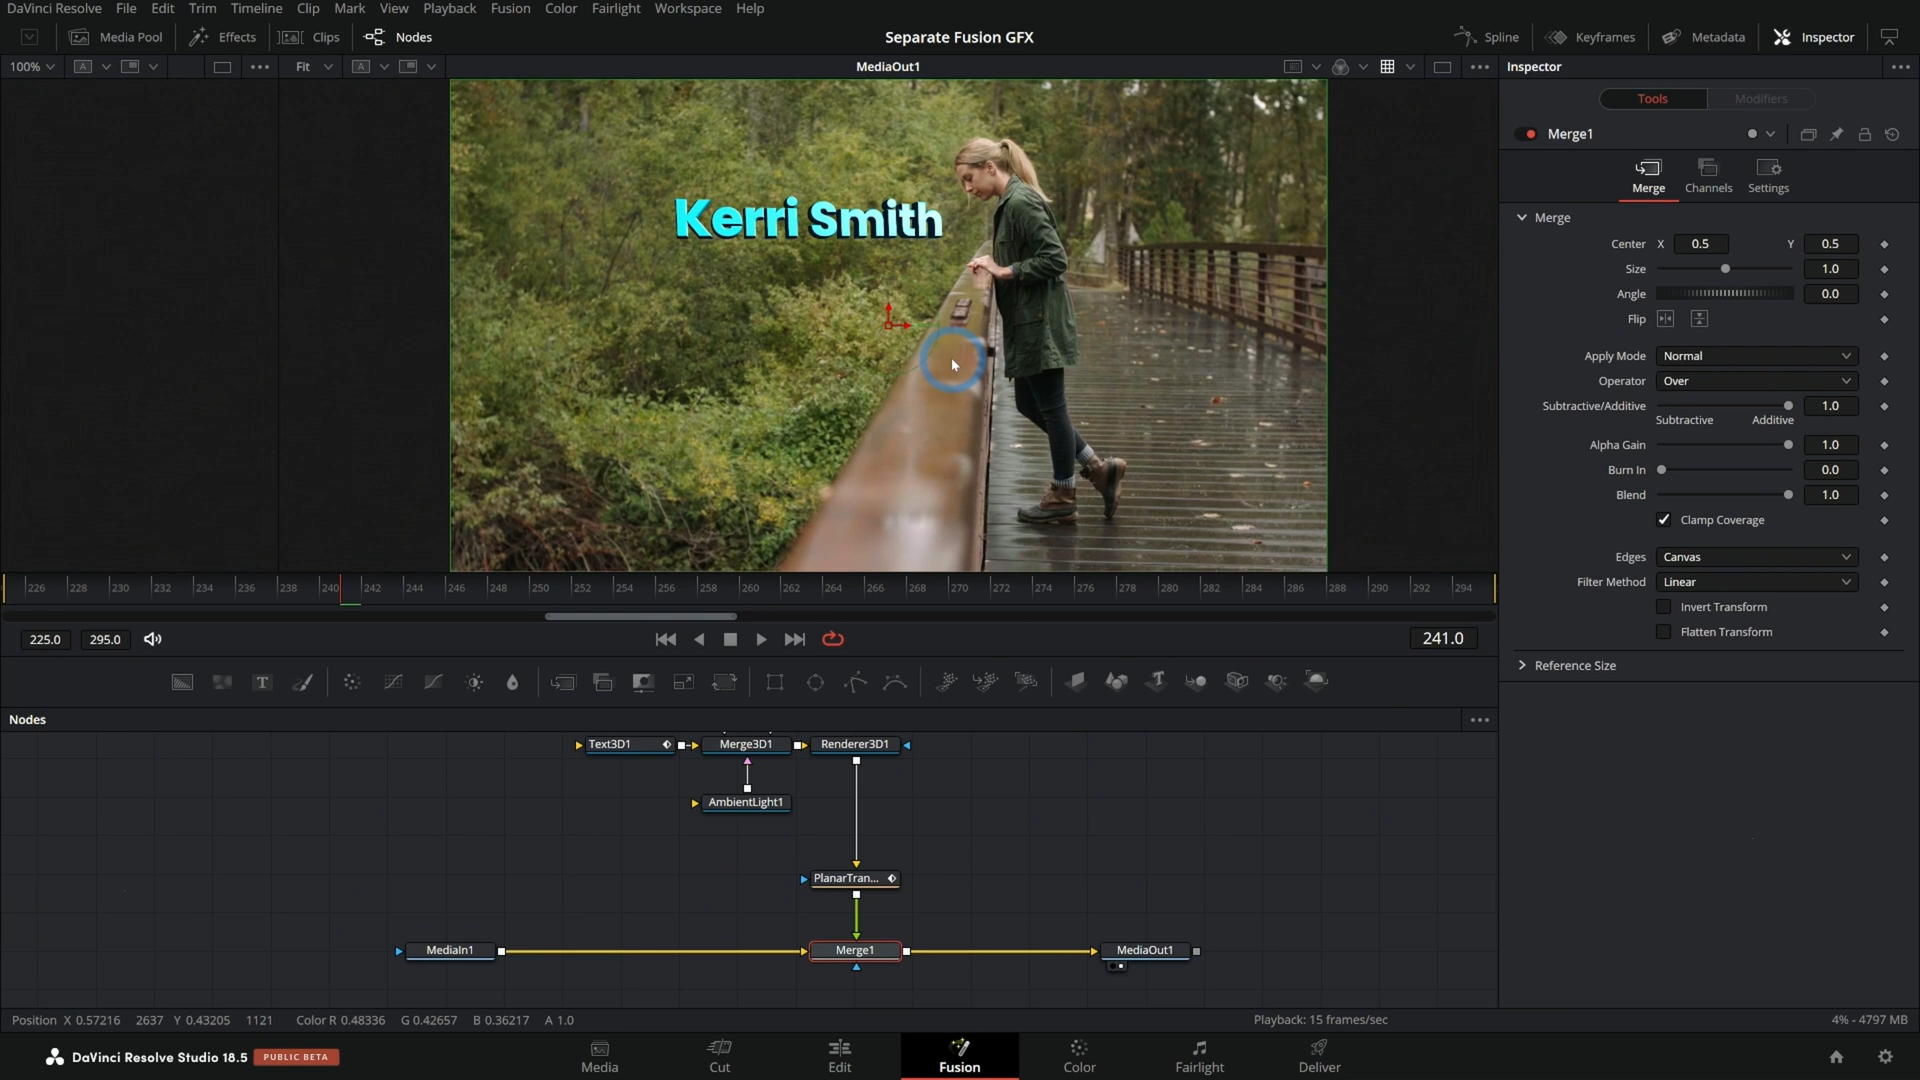 DaVinci Resolve File Edit Trim Timeline Clip Mark View Playback Fusion Color Fairlight Workspace Help
Media Pool Effects Clips Nodes Separate Fusion GFX Spline Keyframes Metadata Inspector
100% A Fit A MediaOut1 Inspector
Tools Modifiers
Merge1
Merge Channels Settings
Merge
Center X 0.5 Y 0.5
Size 1.0
Angle 0.0
Flip
Apply Mode Normal
Operator Over
Subtractive/Additive 1.0
Subtractive Additive
Alpha Gain 1.0
Burn In 0.0
Blend 1.0
Clamp Coverage
Edges Canvas
Filter Method Linear
Invert Transform
Flatten Transform
Reference Size
Kerri Smith
226 228 230 232 234 236 238 240 242 244 246 248 250 252 254 256 258 260 262 264 266 268 270 272 274 276 278 280 282 284 286 288 290 292 294
225.0 295.0 241.0
T T
Nodes
Text3D1 Merge3D1 Renderer3D1
AmbientLight1
PlanarTran...
MediaIn1 Merge1 MediaOut1
Position X 0.57216 2637 Y 0.43205 1121 Color R 0.48336 G 0.42657 B 0.36217 A 1.0 Playback: 15 frames/sec 4% - 4797 MB
DaVinci Resolve Studio 18.5 PUBLIC BETA
Media Cut Edit Fusion Color Fairlight Deliver